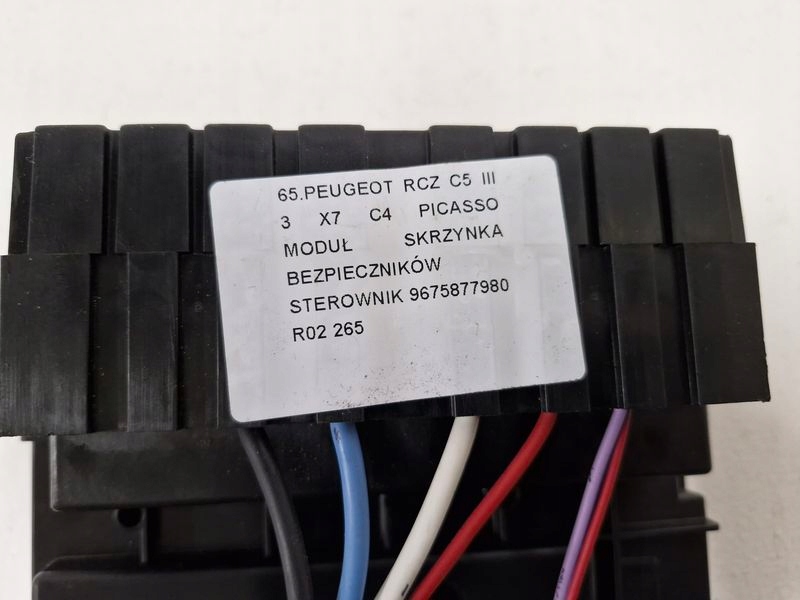 65.PEUGEOT RCZ C5 III
3 X7 C4 PICASSO
MODUŁ SKRZYNKA
BEZPIECZNIKÓW
STEROWNIK 9675877980
R02 265